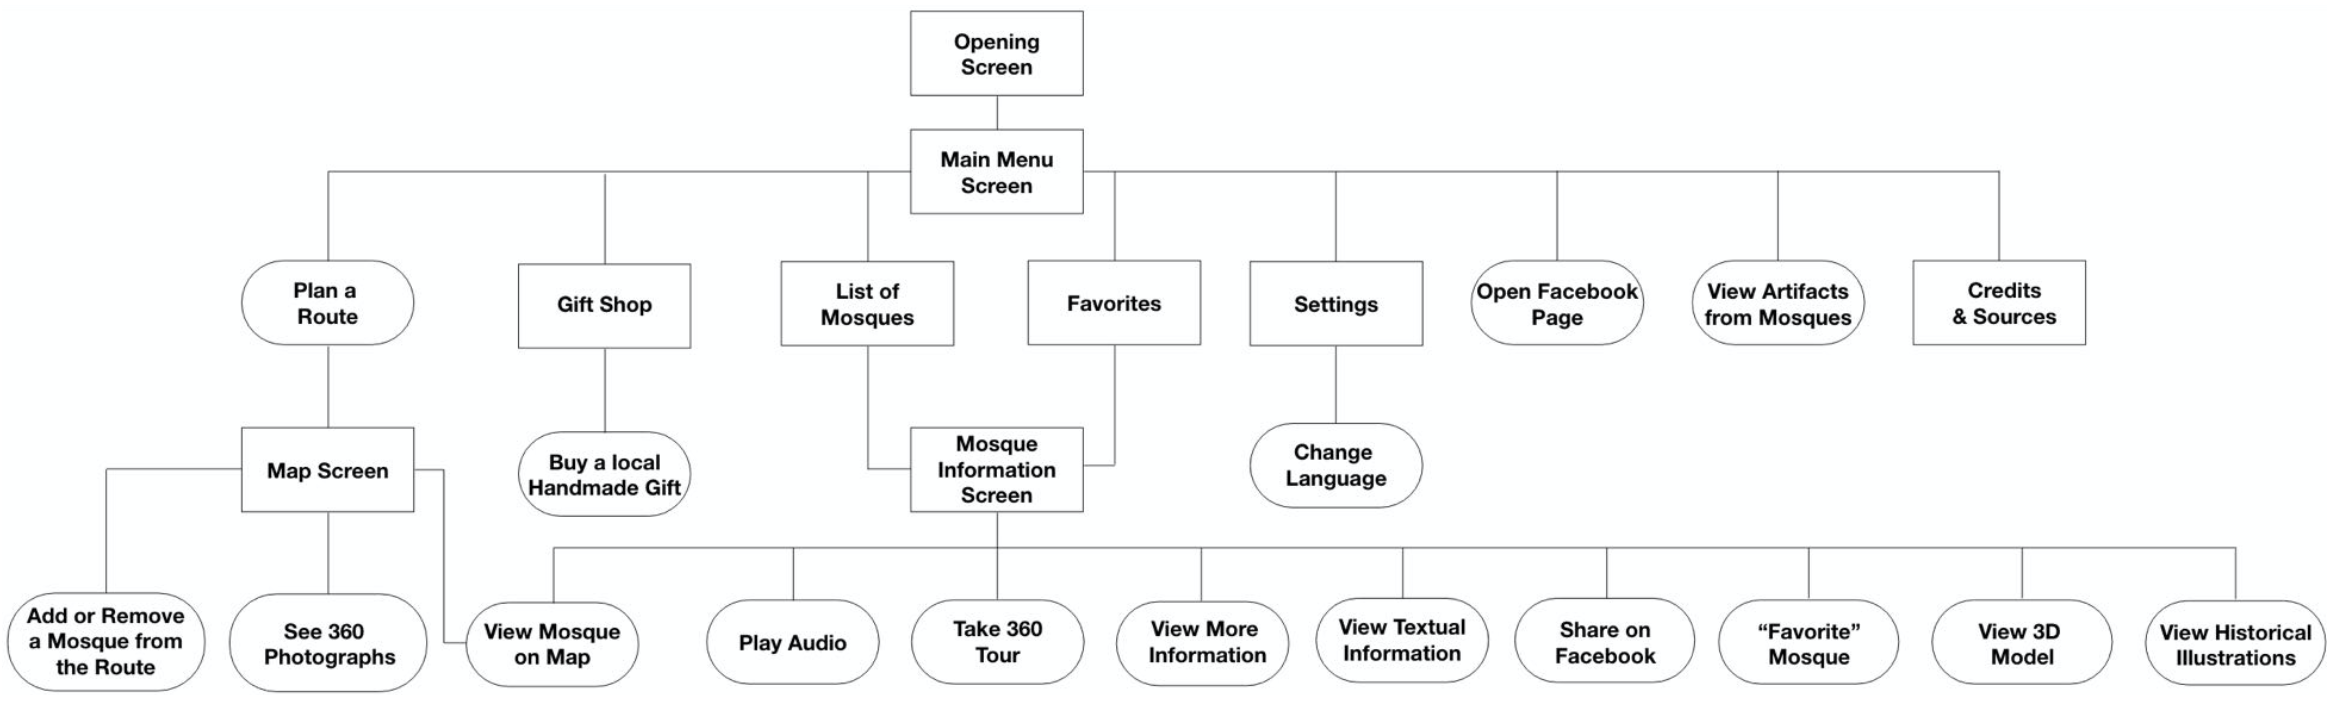 Opening
Screen
Main Menu
Screen
Plan a
Route
Gift Shop
List of
Mosques
Favorites
Settings
Open Facebook
Page
View Artifacts
from Mosques
Credits
& Sources
Map Screen
Buy a local
Handmade Gift
Mosque
Information
Screen
Change
Language
Add or Remove
a Mosque from
the Route
See 360
Photographs
View Mosque
on Map
Play Audio
Take 360
Tour
View More
Information
View Textual
Information
Share on
Facebook
“Favorite”
Mosque
View 3D
Model
View Historical
Illustrations